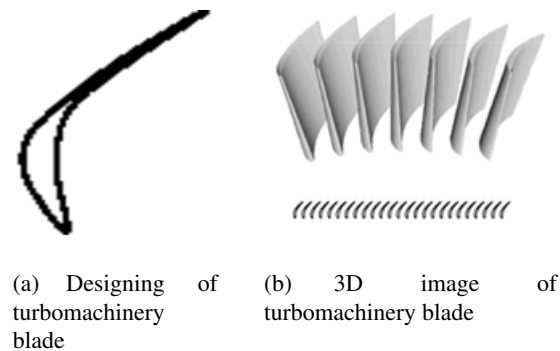 (a) Designing of
turbomachinery
blade
(b) 3D image of
turbomachinery blade